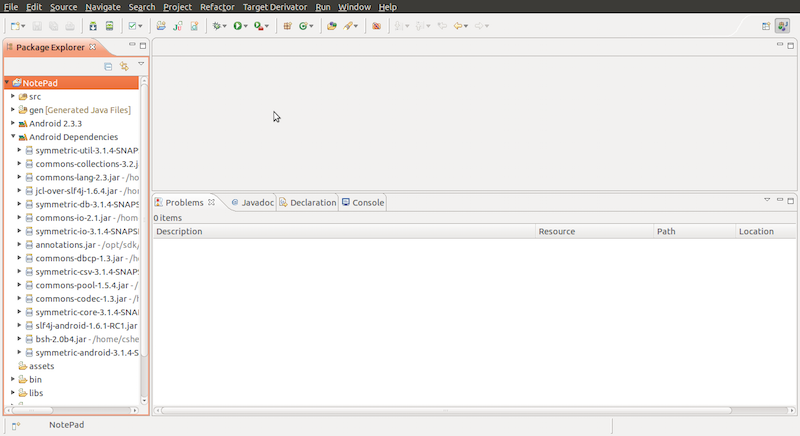 File Edit Source Navigate Search Project Refactor Target Derivator Run Window Help
Package Explorer
NotePad
src
gen [Generated Java Files]
Android 2.3.3
Android Dependencies
symmetric-util-3.1.4-SNAPS
commons-collections-3.2.j
commons-lang-2.3.jar - /ho
jcl-over-slf4j-1.6.4.jar
symmetric-db-3.1.4-SNAPS
commons-io-2.1.jar - /hom
symmetric-io-3.1.4-SNAPS
annotations.jar - /opt/sdk/
commons-dbcp-1.3.jar - /h
symmetric-csv-3.1.4-SNAPS
commons-pool-1.5.4.jar
commons-codec-1.3.jar - /h
symmetric-core-3.1.4-SNAP
slf4j-android-1.6.1-RC1.jar
bsh-2.0b4.jar - /home/cshe
symmetric-android-3.1.4-S
assets
bin
libs
Problems Javadoc Declaration Console
0 items
Description Resource Path Location
NotePad